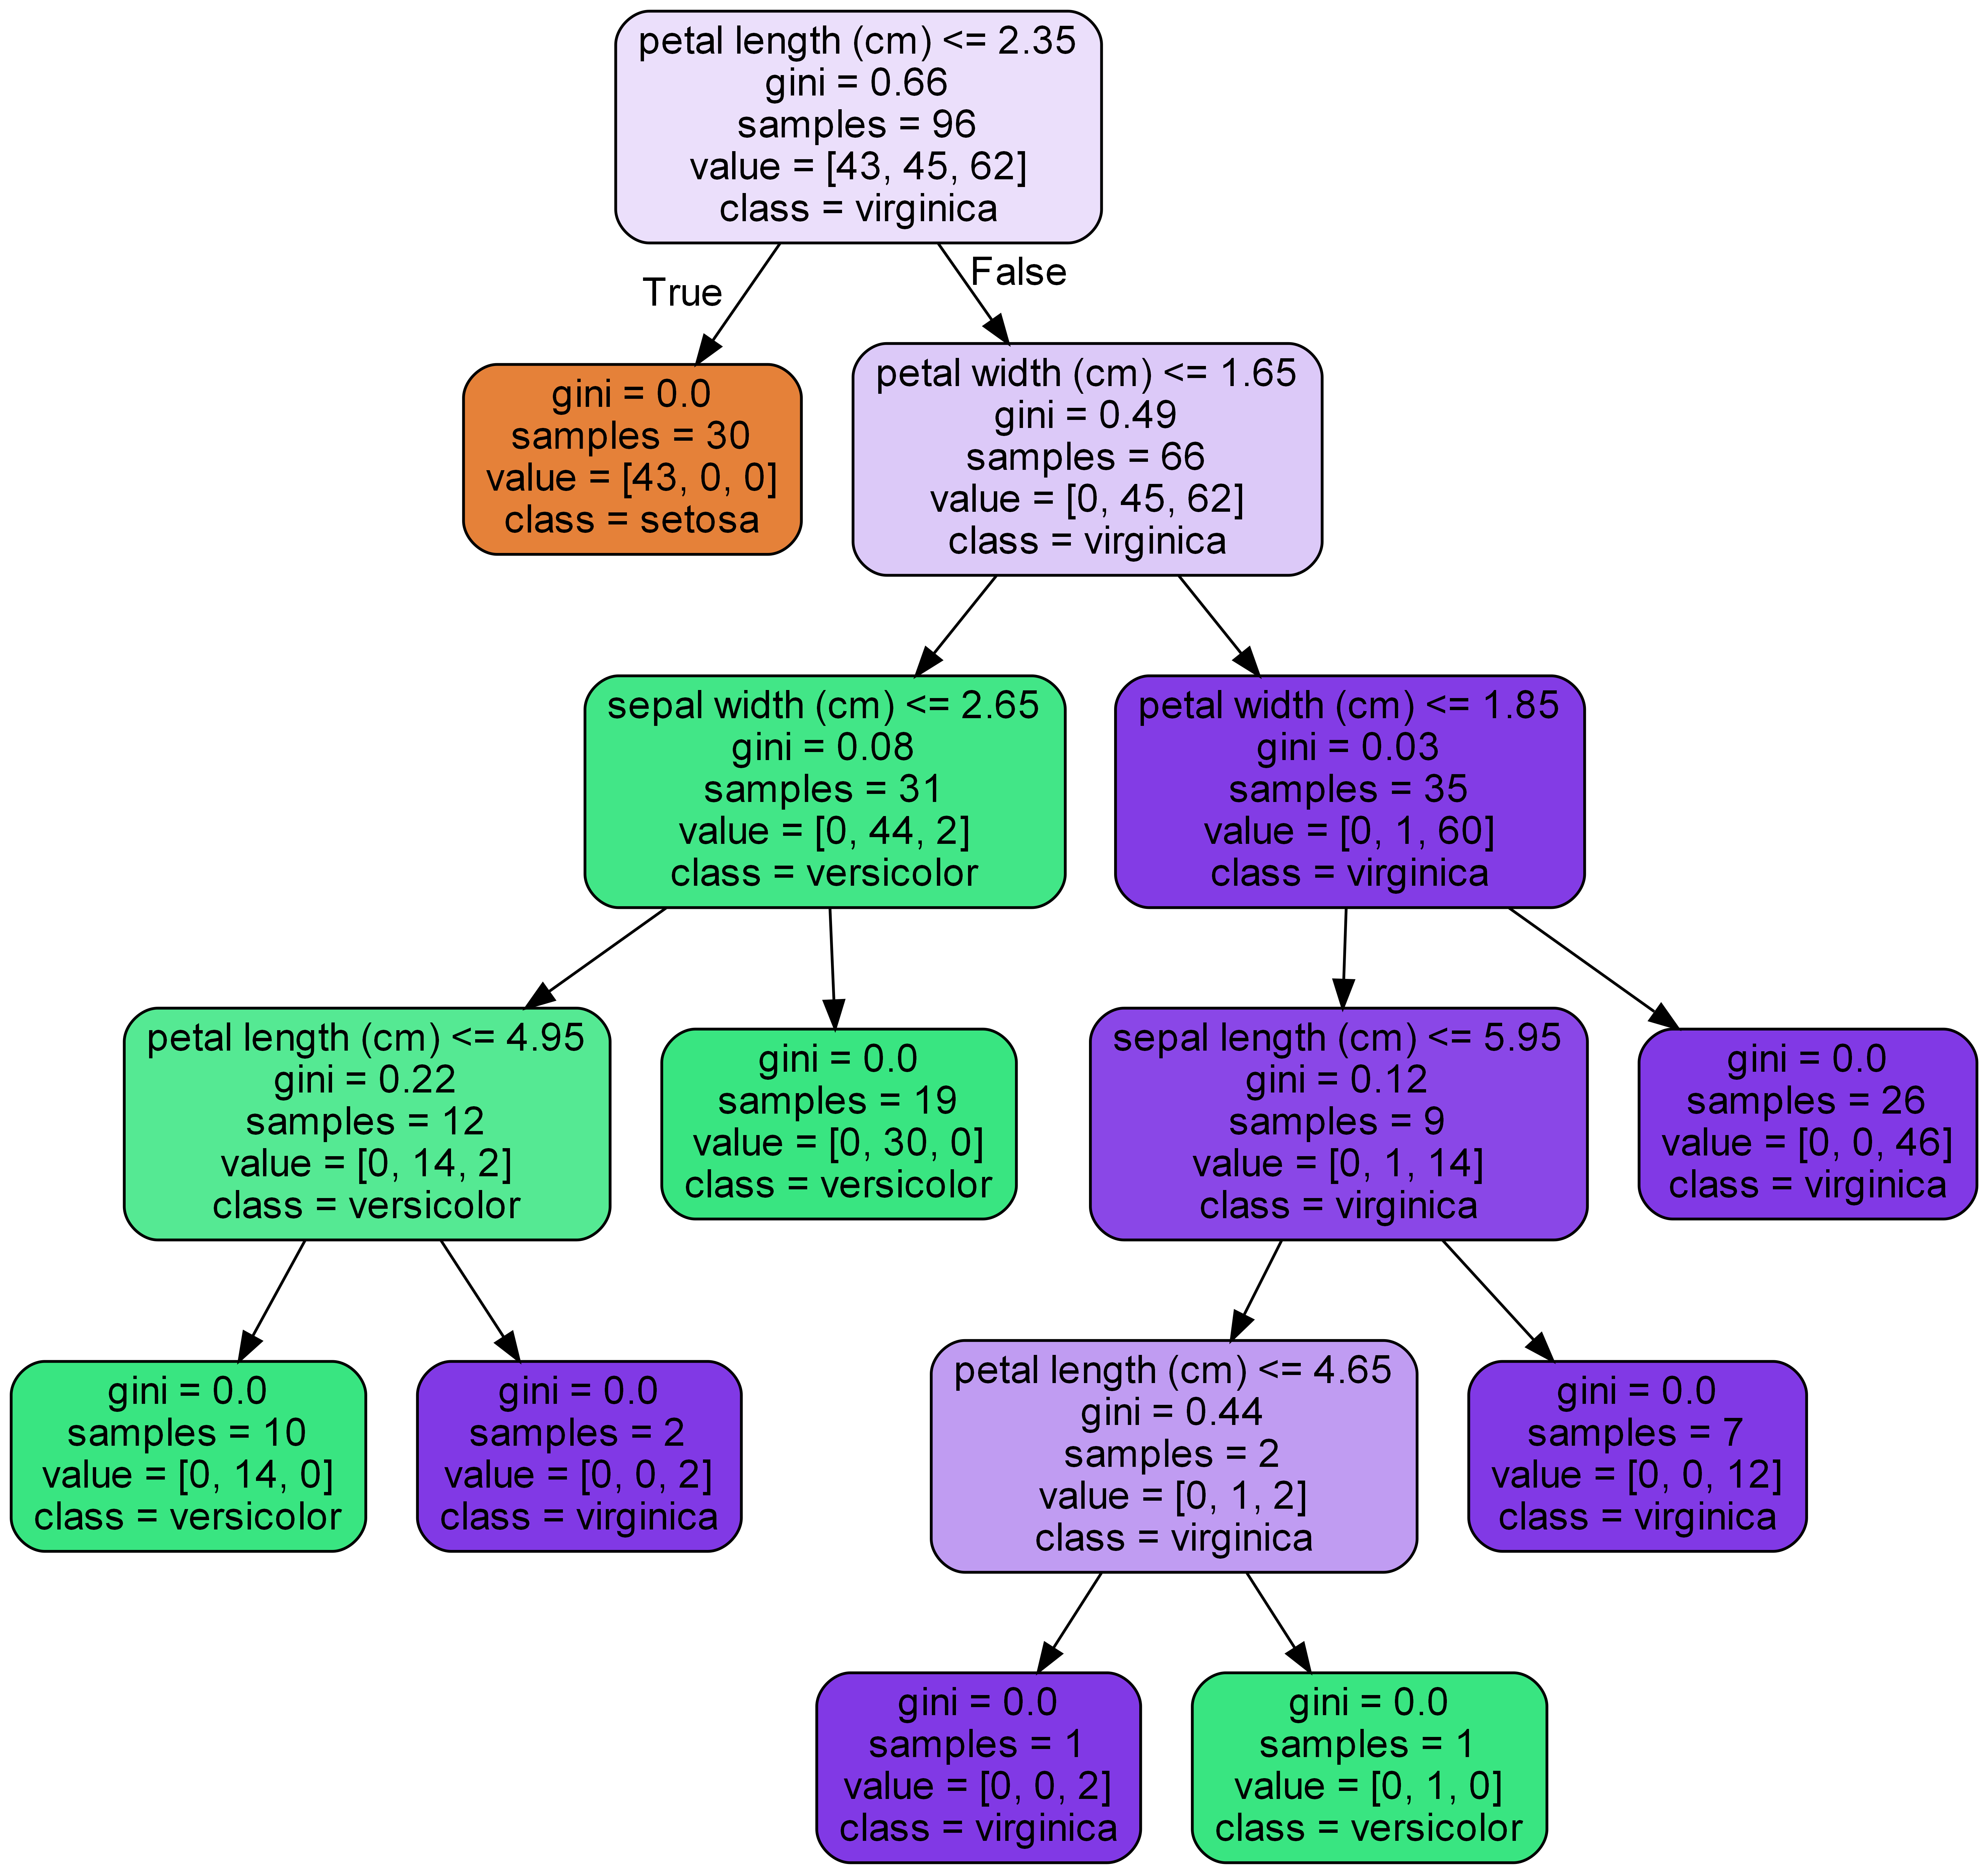 petal length (cm) <= 2.35
gini = 0.66
samples = 96
value = [43, 45, 62]
class = virginica
True
False
gini = 0.0
samples = 30
value = [43, 0, 0]
class = setosa
petal width (cm) <= 1.65
gini = 0.49
samples = 66
value = [0, 45, 62]
class = virginica
sepal width (cm) <= 2.65
gini = 0.08
samples = 31
value = [0, 44, 2]
class = versicolor
petal width (cm) <= 1.85
gini = 0.03
samples = 35
value = [0, 1, 60]
class = virginica
petal length (cm) <= 4.95
gini = 0.22
samples = 12
value = [0, 14, 2]
class = versicolor
gini = 0.0
samples = 19
value = [0, 30, 0]
class = versicolor
sepal length (cm) <= 5.95
gini = 0.12
samples = 9
value = [0, 1, 14]
class = virginica
gini = 0.0
samples = 26
value = [0, 0, 46]
class = virginica
gini = 0.0
samples = 10
value = [0, 14, 0]
class = versicolor
gini = 0.0
samples = 2
value = [0, 0, 2]
class = virginica
petal length (cm) <= 4.65
gini = 0.44
samples = 2
value = [0, 1, 2]
class = virginica
gini = 0.0
samples = 7
value = [0, 0, 12]
class = virginica
gini = 0.0
samples = 1
value = [0, 0, 2]
class = virginica
gini = 0.0
samples = 1
value = [0, 1, 0]
class = versicolor